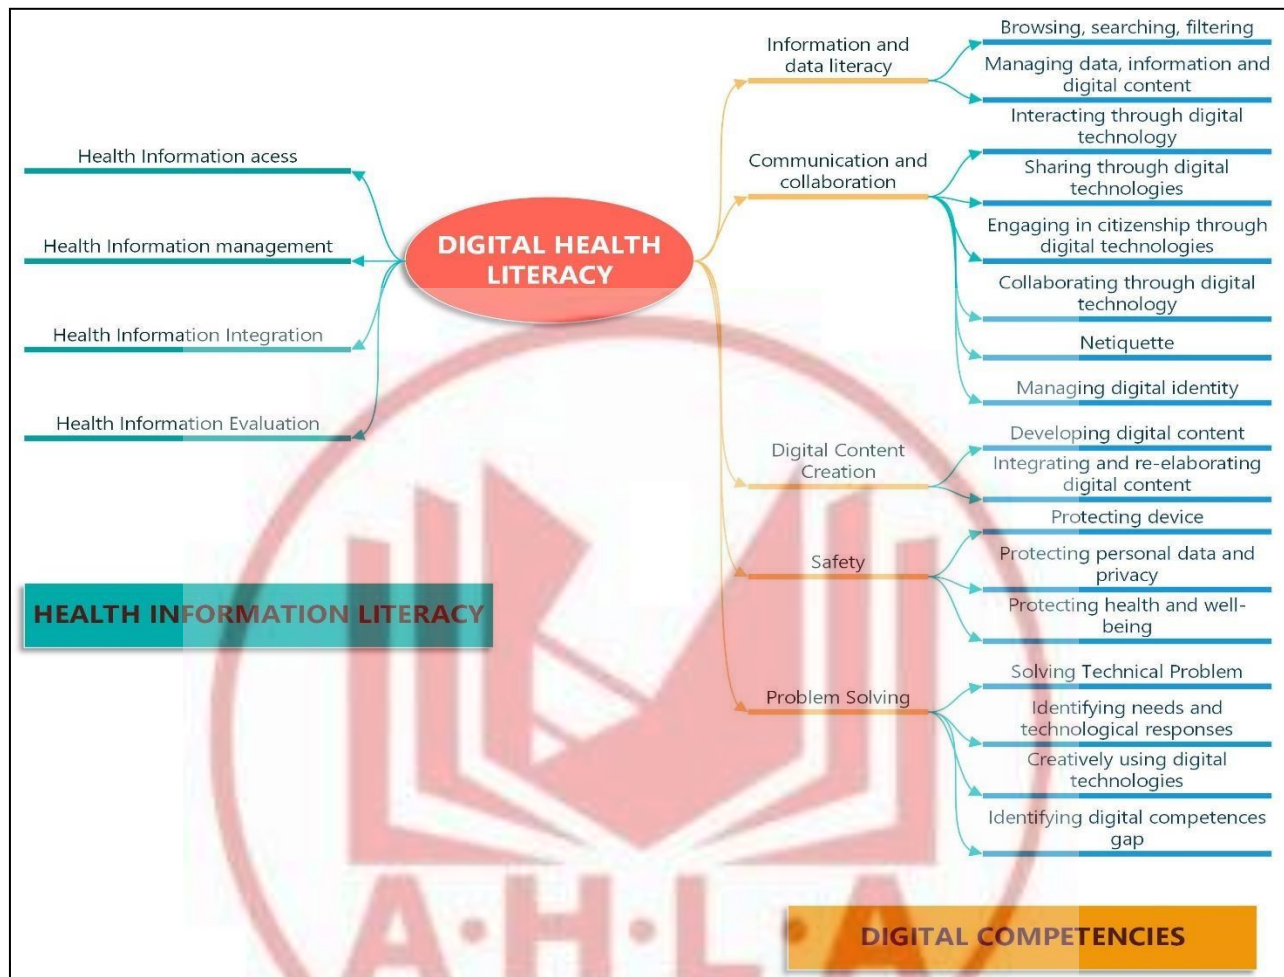 Health Information acess
Health Information management
Health Information Integration
Health Information Evaluation
HEALTH INFORMATION LITERACY
DIGITAL HEALTH
LITERACY
Information and
data literacy
Browsing, searching, filtering
Managing data, information and
digital content
Communication and
collaboration
Interacting through digital
technology
Sharing through digital
technologies
Engaging in citizenship through
digital technologies
Collaborating through digital
technology
Netiquette
Managing digital identity
Digital Content
Creation
Developing digital content
Integrating and re-elaborating
digital content
Safety
Protecting device
Protecting personal data and
privacy
Protecting health and well-
being
Problem Solving
Solving Technical Problem
Identifying needs and
technological responses
Creatively using digital
technologies
Identifying digital competences
gap
A·H·L·A
DIGITAL COMPETENCIES